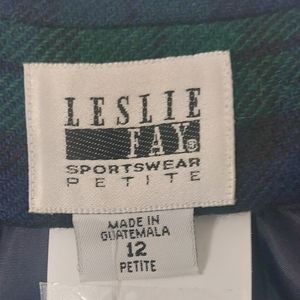 LESLIE
FAY®
SPORTSWEAR
PETITE
MADE IN
GUATEMALA
12
PETITE